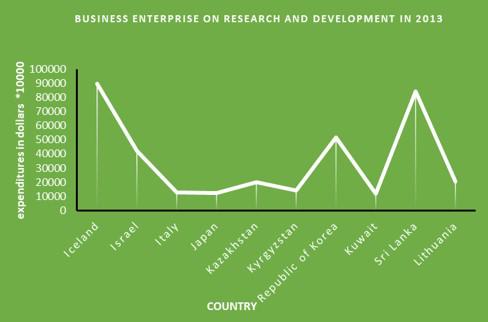 BUSINESS ENTERPRISE ON RESEARCH AND DEVELOPMENT IN 2013
expenditures in dollars *10000
100000
90000
80000
70000
60000
50000
40000
30000
20000
10000
0
Iceland
Israel
Italy
Japan
Kazakhstan
Kyrgyzstan
Republic of Korea
Kuwait
Sri Lanka
Lithuania
COUNTRY